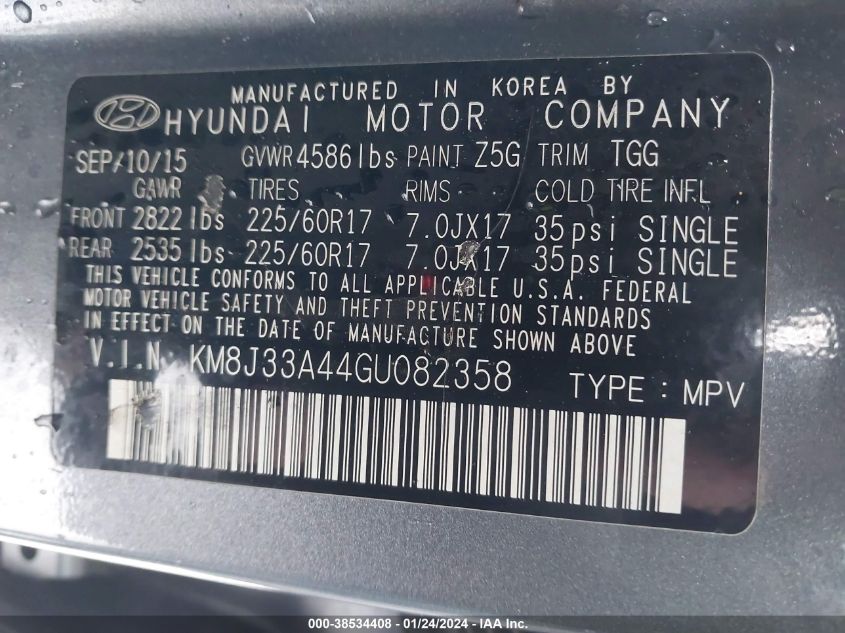 MANUFACTURED IN KOREA BY
HYUNDAI MOTOR COMPANY
SEP/10/15 GVWR 4586 lbs PAINT Z5G TRIM TGG
GAWR TIRES RIMS COLD TIRE INFL
FRONT 2822 lbs 225/60R17 7.0JX17 35psi SINGLE
REAR 2535 lbs 225/60R17 7.0JX17 35psi SINGLE
THIS VEHICLE CONFORMS TO ALL APPLICABLE U.S.A. FEDERAL
MOTOR VEHICLE SAFETY AND THEFT PREVENTION STANDARDS
IN EFFECT ON THE DATE OF MANUFACTURE SHOWN ABOVE
V.I.N. KM8J33A44GU082358 TYPE : MPV
000-38534408 - 01/24/2024 - IAA Inc.